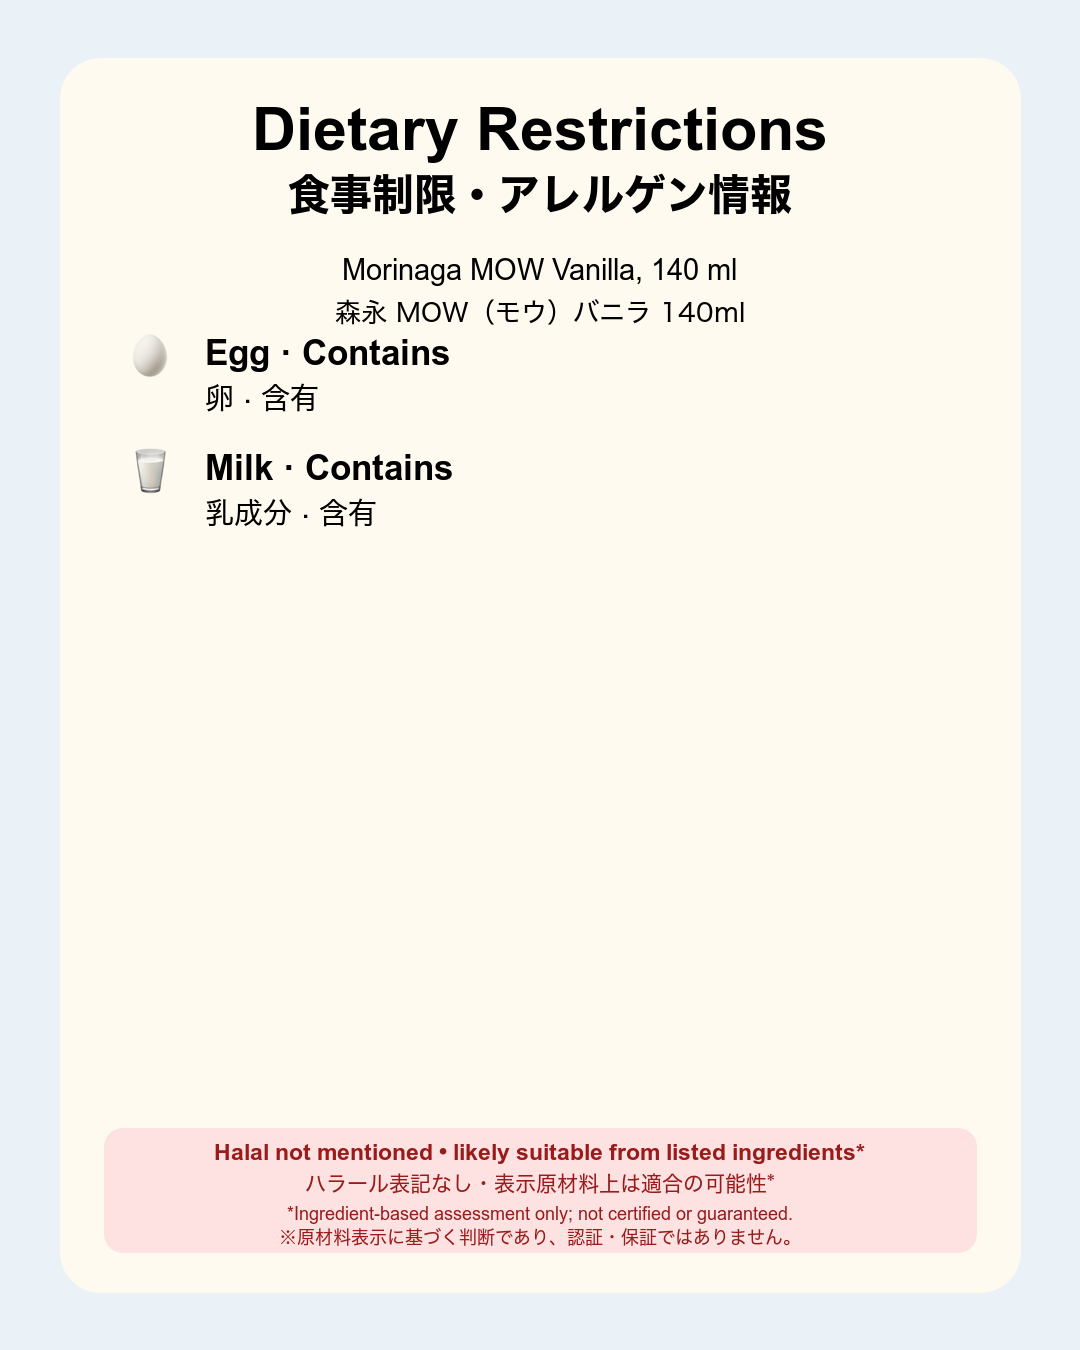 Dietary Restrictions
食事制限・アレルゲン情報
Morinaga MOW Vanilla, 140 ml
森永 MOW（モウ）バニラ 140ml
Egg · Contains
卵 · 含有
Milk · Contains
乳成分 · 含有
Halal not mentioned • likely suitable from listed ingredients*
ハラール表記なし・表示原材料上は適合の可能性*
*Ingredient-based assessment only; not certified or guaranteed.
※原材料表示に基づく判断であり、認証・保証ではありません。